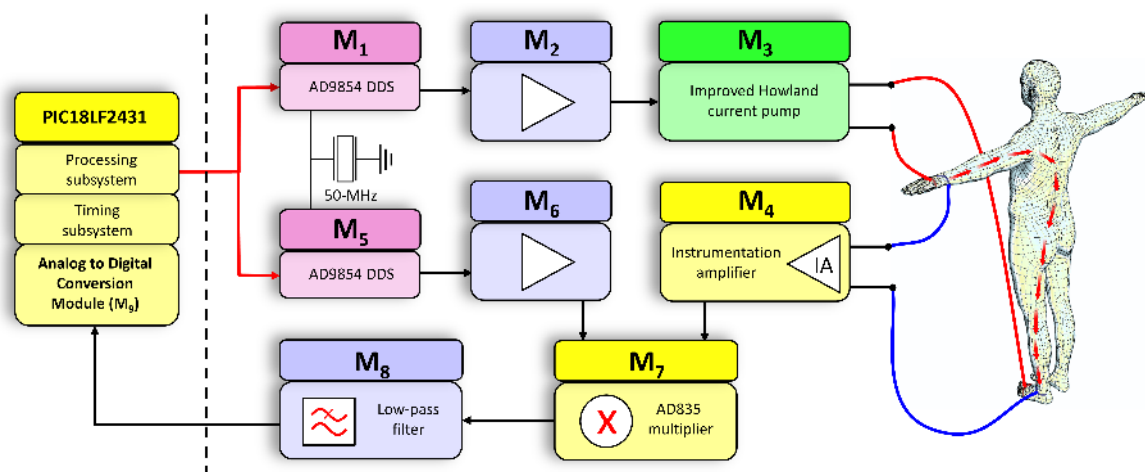 PIC18LF2431
Processing
subsystem
Timing
subsystem
Analog to Digital
Conversion
Module (M9)
M1
AD9854 DDS
50-MHz
M5
AD9854 DDS
M2
M6
M3
Improved Howland
current pump
M4
Instrumentation
amplifier
IA
M7
X
AD835
multiplier
M8
Low-pass
filter